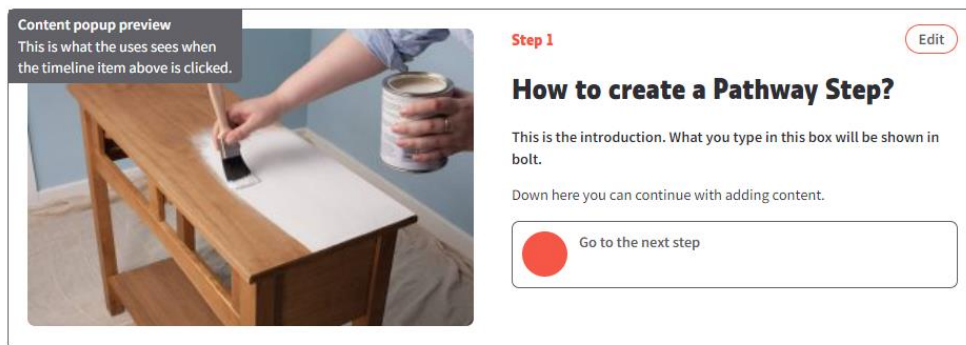 Content popup preview
This is what the uses sees when
the timeline item above is clicked.
Step 1
Edit
How to create a Pathway Step?
This is the introduction. What you type in this box will be shown in
bolt.
Down here you can continue with adding content.
Go to the next step